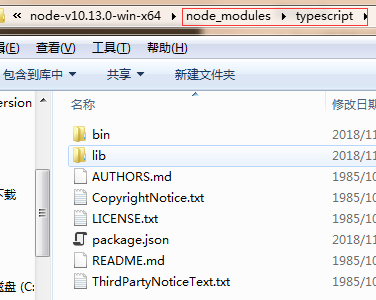 « node-v10.13.0-win-x64 ▸ node_modules ▸ typescript ▸
(E) 查看(V) 工具(T) 帮助(H)
包含到库中 ▾ 共享 ▾ 新建文件夹
名称 修改日期
bin 2018/11
lib 2018/11
AUTHORS.md 1985/10
CopyrightNotice.txt 1985/10
LICENSE.txt 1985/10
package.json 2018/11
README.md 1985/10
ThirdPartyNoticeText.txt 1985/10
ersion
下载
磁盘 (C: